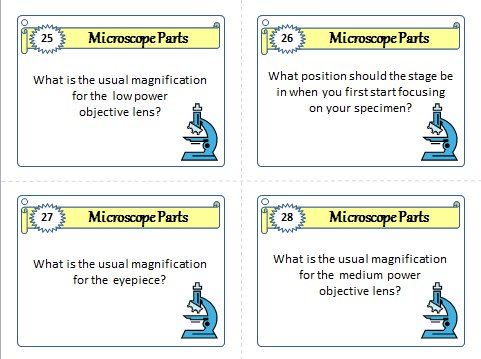 25
Microscope Parts
What is the usual magnification
for the low power
objective lens?
26
Microscope Parts
What position should the stage be
in when you first start focusing
on your specimen?
27
Microscope Parts
What is the usual magnification
for the eyepiece?
28
Microscope Parts
What is the usual magnification
for the medium power
objective lens?